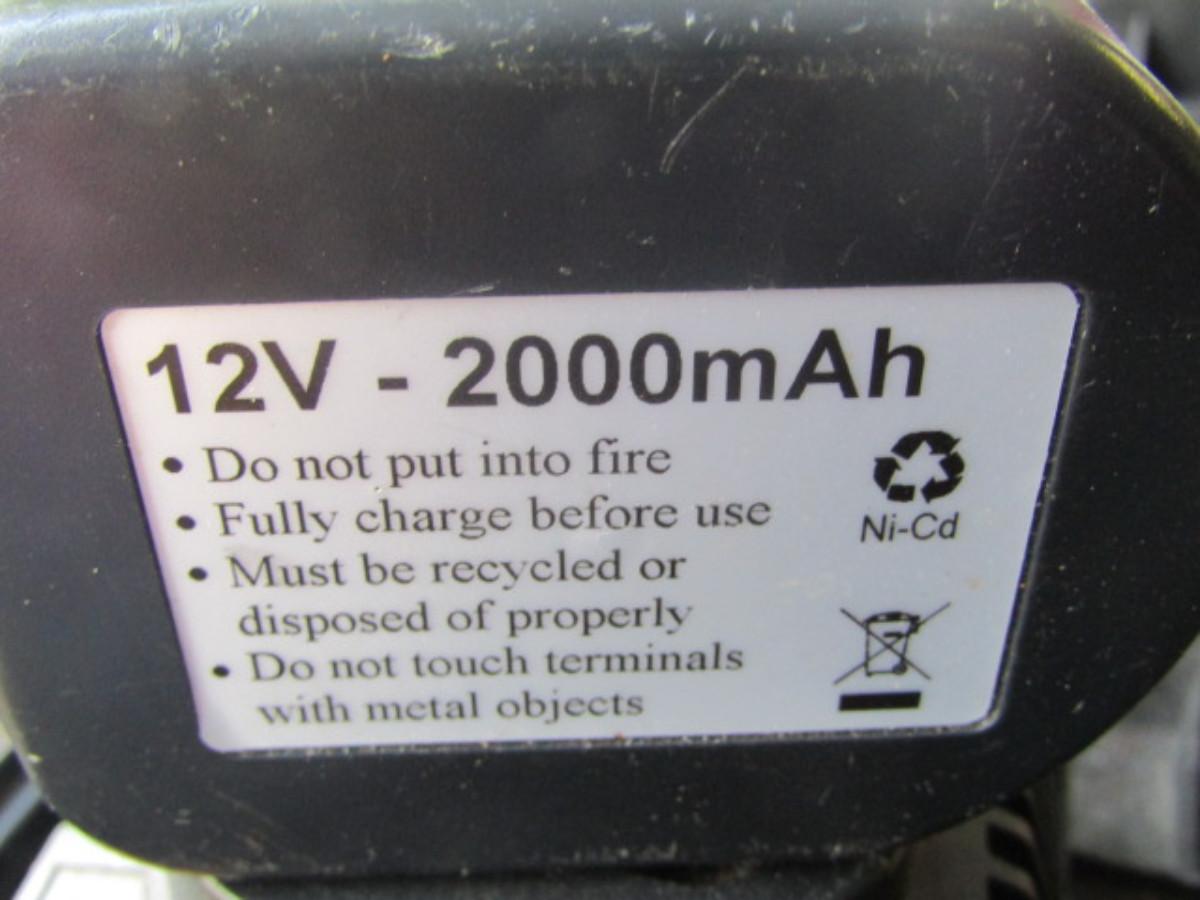 12V - 2000mAh
• Do not put into fire
• Fully charge before use
• Must be recycled or
disposed of properly
• Do not touch terminals
with metal objects
Ni-Cd